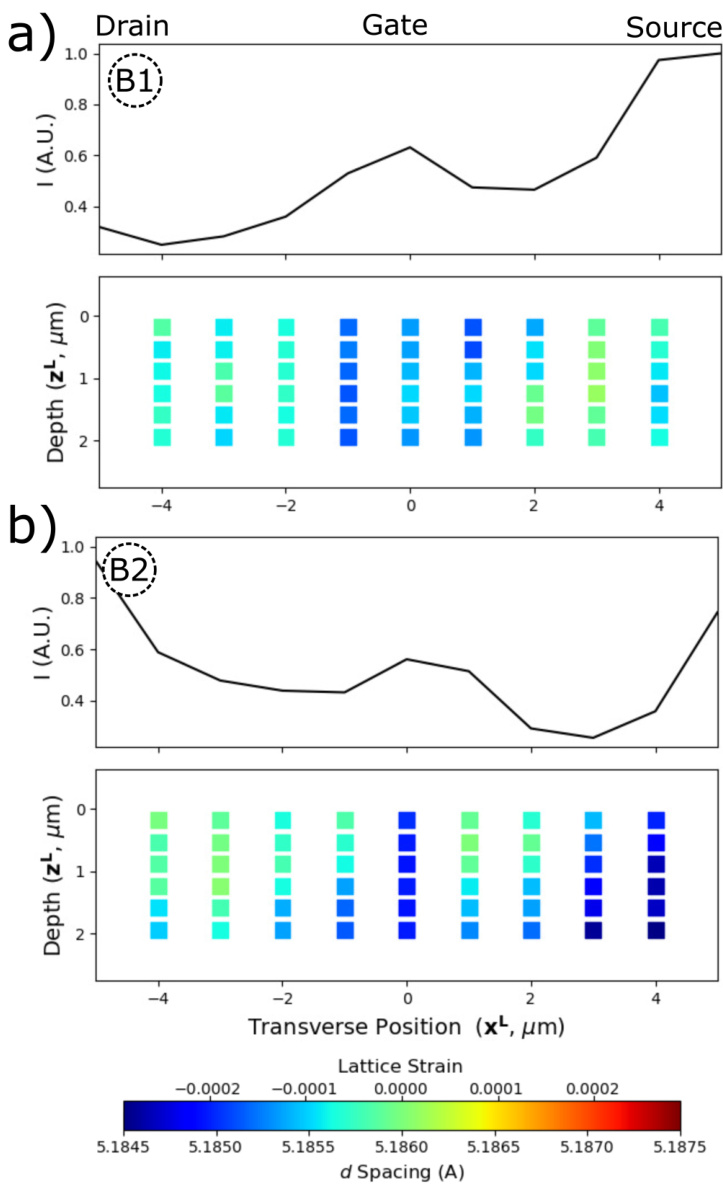 a)
Drain Gate Source
B1
I (A.U.)
1.0
0.8
0.6
0.4
Depth (z^L, μm)
0
1
2
−4 −2 0 2 4
b)
B2
I (A.U.)
1.0
0.8
0.6
0.4
Depth (z^L, μm)
0
1
2
−4 −2 0 2 4
Transverse Position (x^L, μm)
Lattice Strain
−0.0002 −0.0001 0.0000 0.0001 0.0002
5.1845 5.1850 5.1855 5.1860 5.1865 5.1870 5.1875
d Spacing (A)